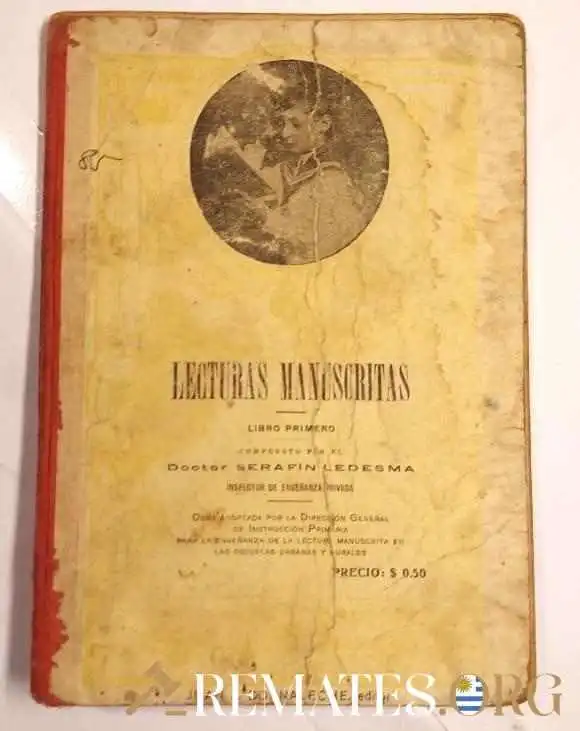 LECTURAS MANUSCRITAS
LIBRO PRIMERO
COMPUESTO POR EL
Doctor SERAFÍN LEDESMA
INSPECTOR DE ENSEÑANZA PRIVADA
OBRA ADOPTADA POR LA DIRECCIÓN GENERAL
DE INSTRUCCIÓN PRIMARIA
PARA LA ENSEÑANZA DE LA LECTURA MANUSCRITA EN
LAS ESCUELAS URBANAS Y RURALES
PRECIO: $ 0.50
REMATES.ORG